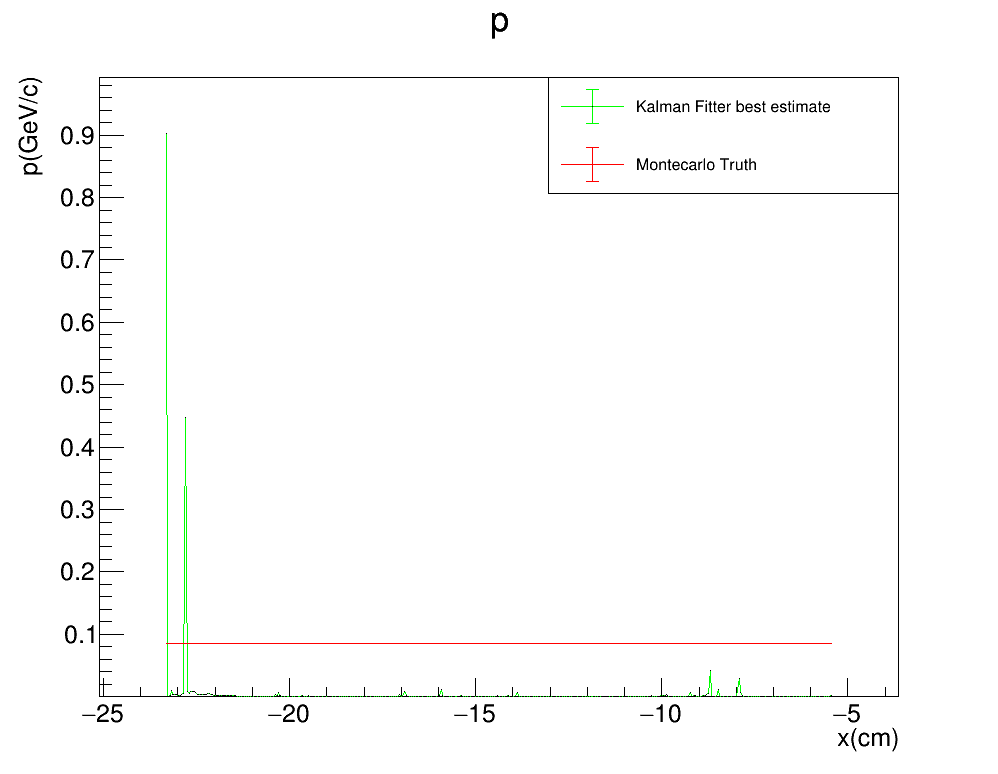 p
p(GeV/c)
Kalman Fitter best estimate
Montecarlo Truth
0.9
0.8
0.7
0.6
0.5
0.4
0.3
0.2
0.1
−25 −20 −15 −10 −5
x(cm)